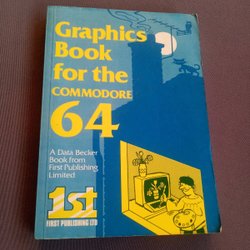 Graphics
Book
for the
COMMODORE
64
A Data Becker
Book from
First Publishing
Limited
1st
FIRST PUBLISHING LTD